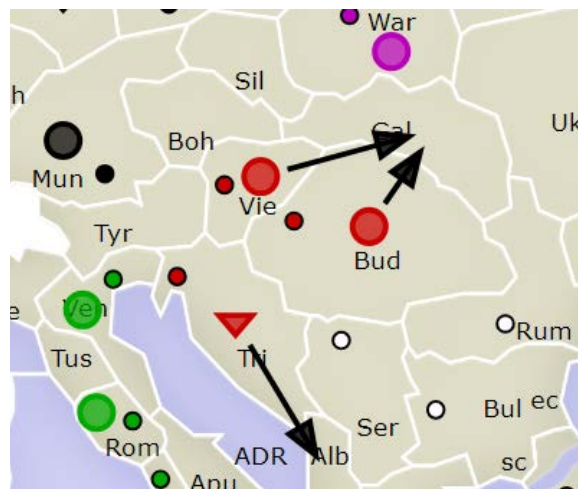 War
Sil
h
Uk
Gal
Boh
Mun
Vie
Tyr
Bud
Ven
e
Rum
Tus
Tri
Bul
ec
Ser
Rom
ADR
Alb
sc
Apu